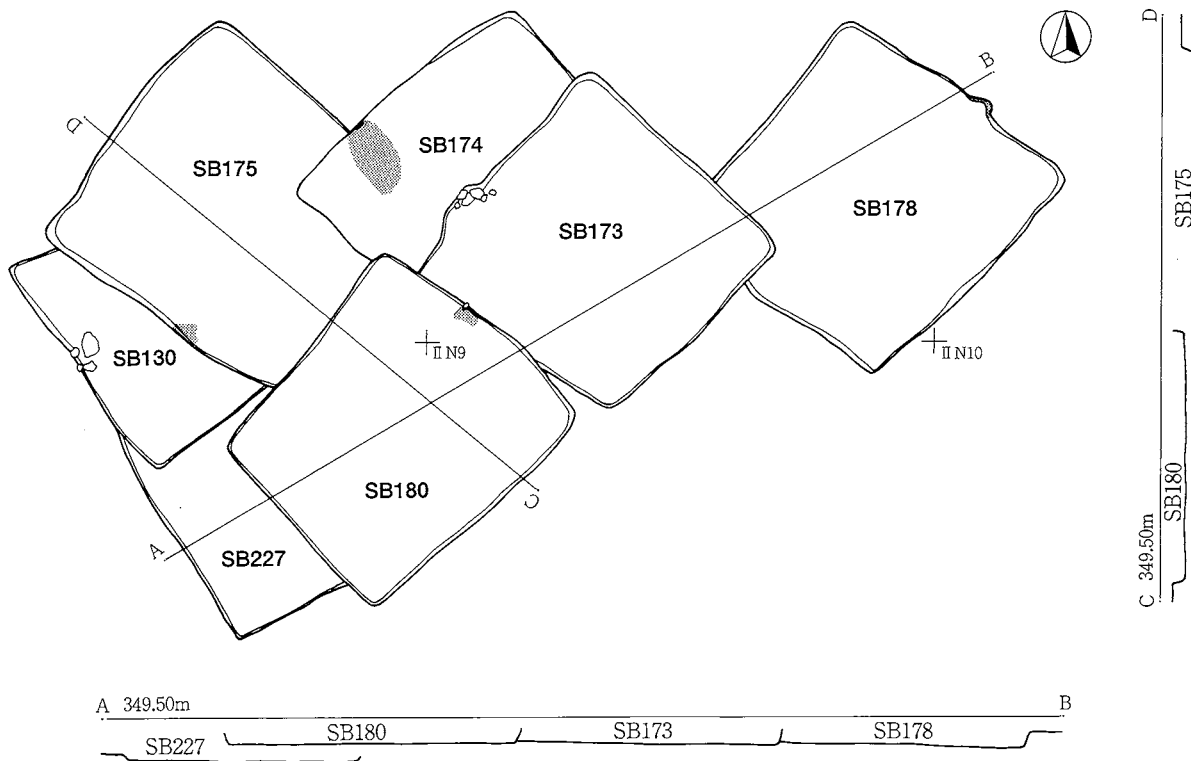 SB175
SB174
SB173
SB178
SB130
SB180
SB227
II N9
II N10
A
B
C
D
A 349.50m
B
SB227
SB180
SB173
SB178
C 349.50m
SB180
SB175
D